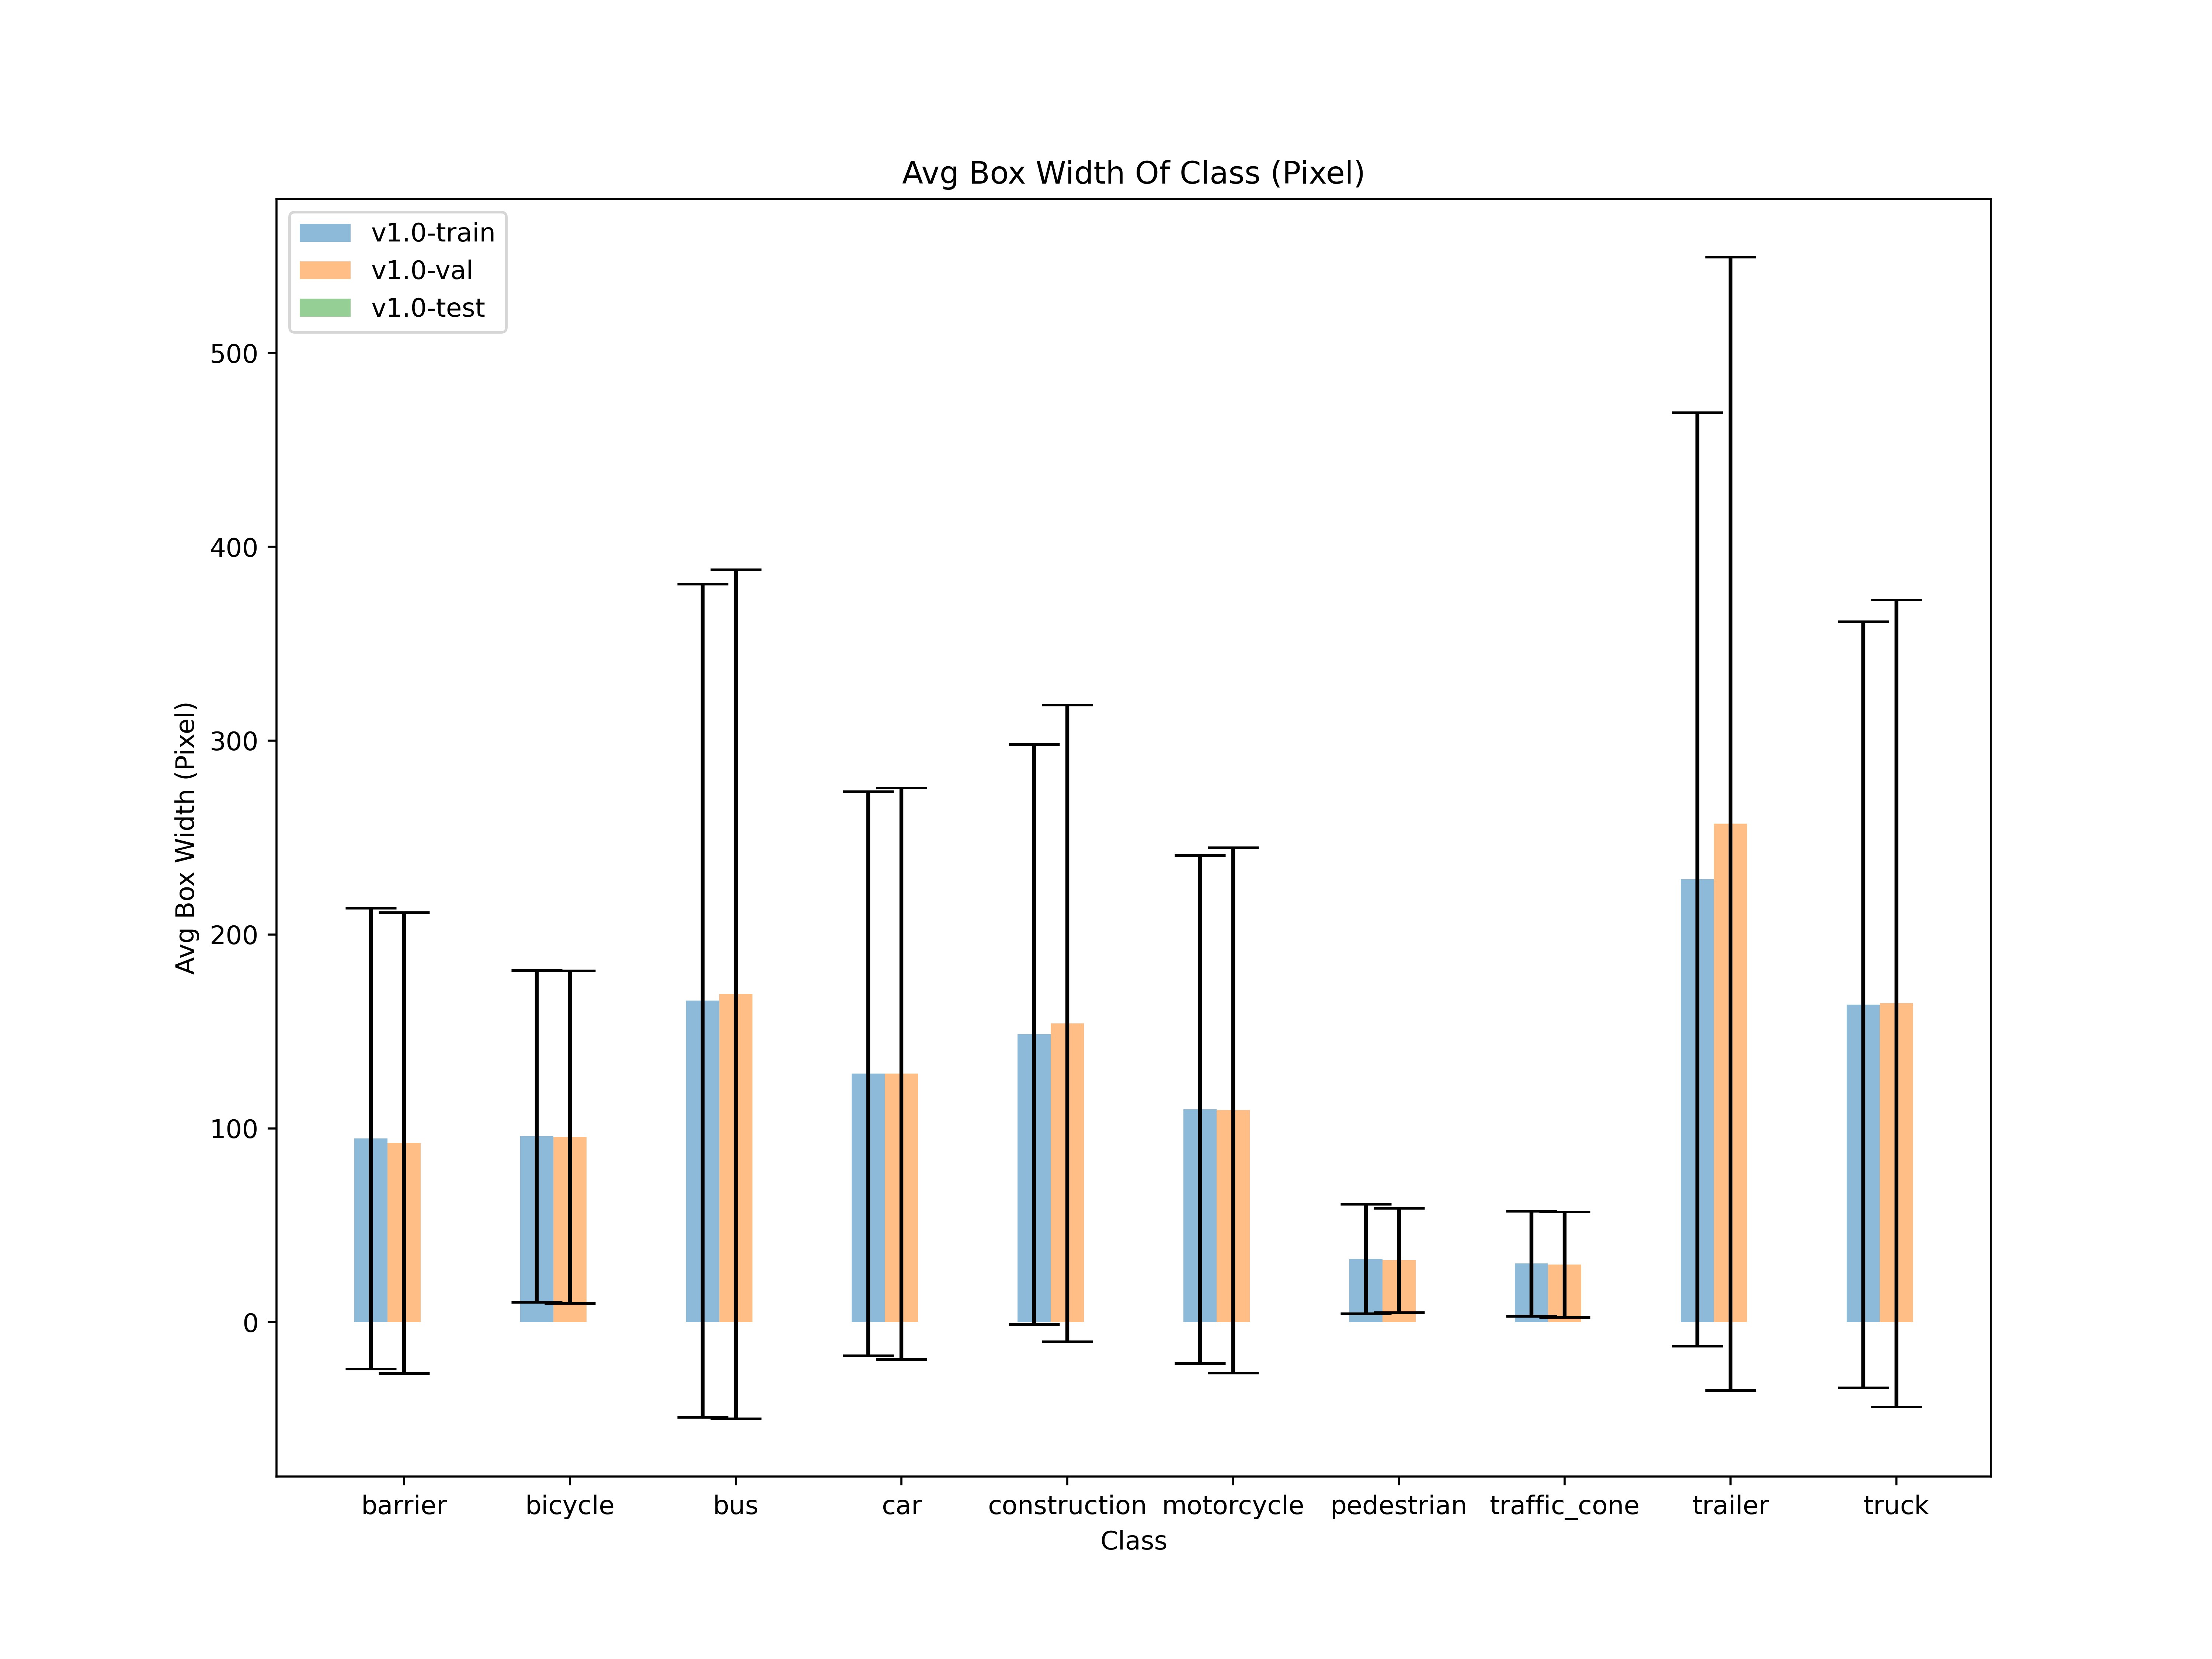 Avg Box Width Of Class (Pixel)
v1.0-train
v1.0-val
v1.0-test
500
400
300
200
100
0
Avg Box Width (Pixel)
barrier bicycle bus car construction motorcycle pedestrian traffic_cone trailer truck
Class